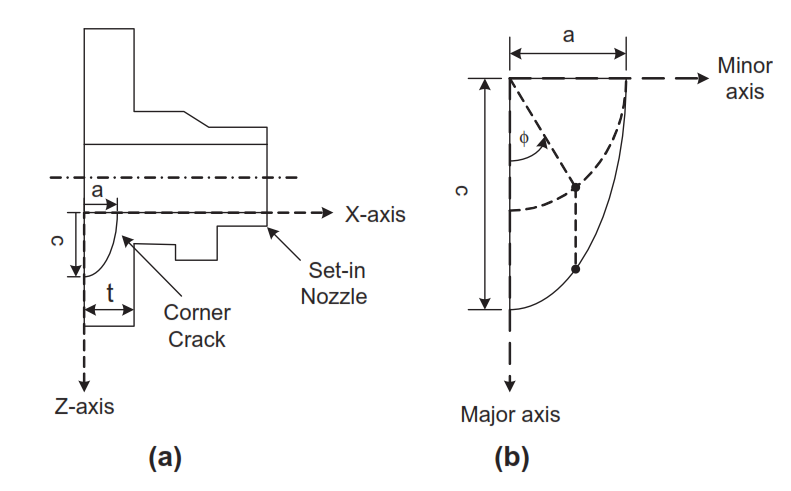 a
X-axis
c
t
Set-in
Nozzle
Corner
Crack
Z-axis
(a)
a
Minor
axis
ϕ
c
Major axis
(b)